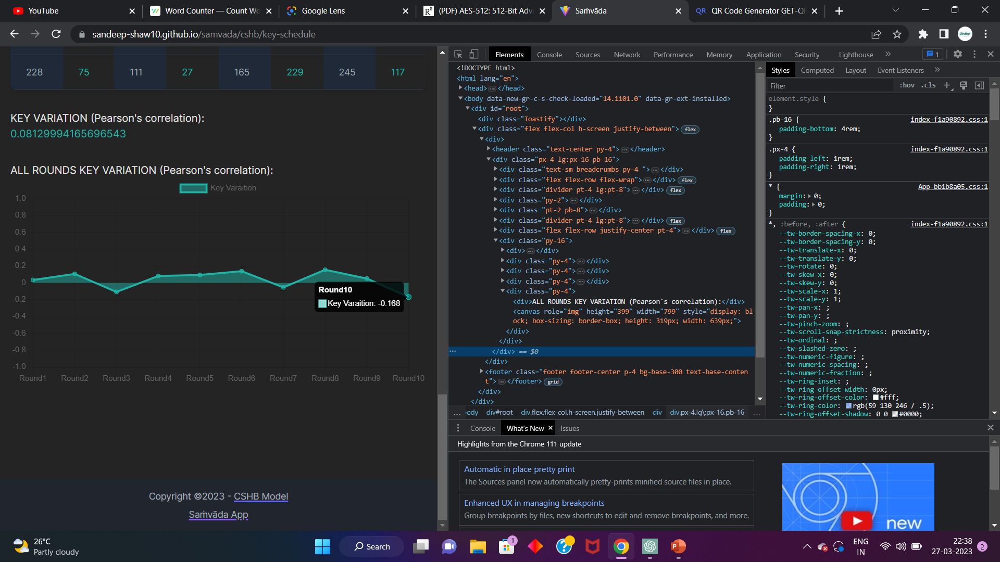 YouTube
Word Counter — Count Wo
Google Lens
(PDF) AES-512: 512-Bit Adva
Saṁvāda
QR Code Generator GET-QR
sandeep-shaw10.github.io/samvada/cshb/key-schedule
228 75 111 27 165 229 245 117
KEY VARIATION (Pearson's correlation):
0.08129994165696543
ALL ROUNDS KEY VARIATION (Pearson's correlation):
Key Varaition
1.0
0.8
0.6
0.4
0.2
0
-0.2
-0.4
-0.6
-0.8
-1.0
Round10
Key Varaition: -0.168
Round1 Round2 Round3 Round4 Round5 Round6 Round7 Round8 Round9 Round10
Copyright ©2023 - CSHB Model
Saṁvāda App
Elements Console Sources Network Performance Memory Application Security Lighthouse » 1
<!DOCTYPE html>
<html lang="en">
<head>…</head>
<body data-new-gr-c-s-check-loaded="14.1101.0" data-gr-ext-installed>
<div id="root">
<div class="Toastify"></div>
<div class="flex flex-col h-screen justify-between"> flex
<div>
<header class="text-center py-4">…</header>
<div class="px-4 lg:px-16 pb-16">
<div class="text-sm breadcrumbs py-4 ">…</div>
<div class="flex flex-row flex-wrap">…</div> flex
<div class="divider pt-4 lg:pt-8">…</div> flex
<div class="py-2">…</div>
<div class="pt-2 pb-8">…</div>
<div class="divider pt-4 lg:pt-8">…</div> flex
<div class="flex flex-row justify-center pt-4">…</div> flex
<div class="py-16">
<div>…</div>
<div class="py-4">…</div>
<div class="py-4">…</div>
<div class="py-4">…</div>
<div class="py-4">
<div>ALL ROUNDS KEY VARIATION (Pearson's correlation):</div>
<canvas role="img" height="399" width="799" style="display: bl
ock; box-sizing: border-box; height: 319px; width: 639px;">
</div>
</div>
… </div> == $0
</div>
<footer class="footer footer-center p-4 bg-base-300 text-base-conten
t">…</footer> grid
</div>
</div>
… body div#root div.flex.flex-col.h-screen.justify-between div div.px-4.lg\:px-16.pb-16 …
Styles Computed Layout Event Listeners »
Filter :hov .cls
element.style {
}
.pb-16 { index-f1a90892.css:1
padding-bottom: 4rem;
}
.px-4 { index-f1a90892.css:1
padding-left: 1rem;
padding-right: 1rem;
}
* { App-bb1b8a05.css:1
margin: 0;
padding: 0;
}
*, :before, :after { index-f1a90892.css:1
--tw-border-spacing-x: 0;
--tw-border-spacing-y: 0;
--tw-translate-x: 0;
--tw-translate-y: 0;
--tw-rotate: 0;
--tw-skew-x: 0;
--tw-skew-y: 0;
--tw-scale-x: 1;
--tw-scale-y: 1;
--tw-pan-x: ;
--tw-pan-y: ;
--tw-pinch-zoom: ;
--tw-scroll-snap-strictness: proximity;
--tw-ordinal: ;
--tw-slashed-zero: ;
--tw-numeric-figure: ;
--tw-numeric-spacing: ;
--tw-numeric-fraction: ;
--tw-ring-inset: ;
--tw-ring-offset-width: 0px;
--tw-ring-offset-color: #fff;
--tw-ring-color: rgb(59 130 246 / .5);
--tw-ring-offset-shadow: 0 0 #0000;
Console What's New Issues
Highlights from the Chrome 111 update
Automatic in place pretty print
The Sources panel now automatically pretty-prints minified source files in place.
Enhanced UX in managing breakpoints
Group breakpoints by files, new shortcuts to edit and remove breakpoints, and more.
new
26°C
Partly cloudy
Search
1
ENG
IN
22:38
27-03-2023
2